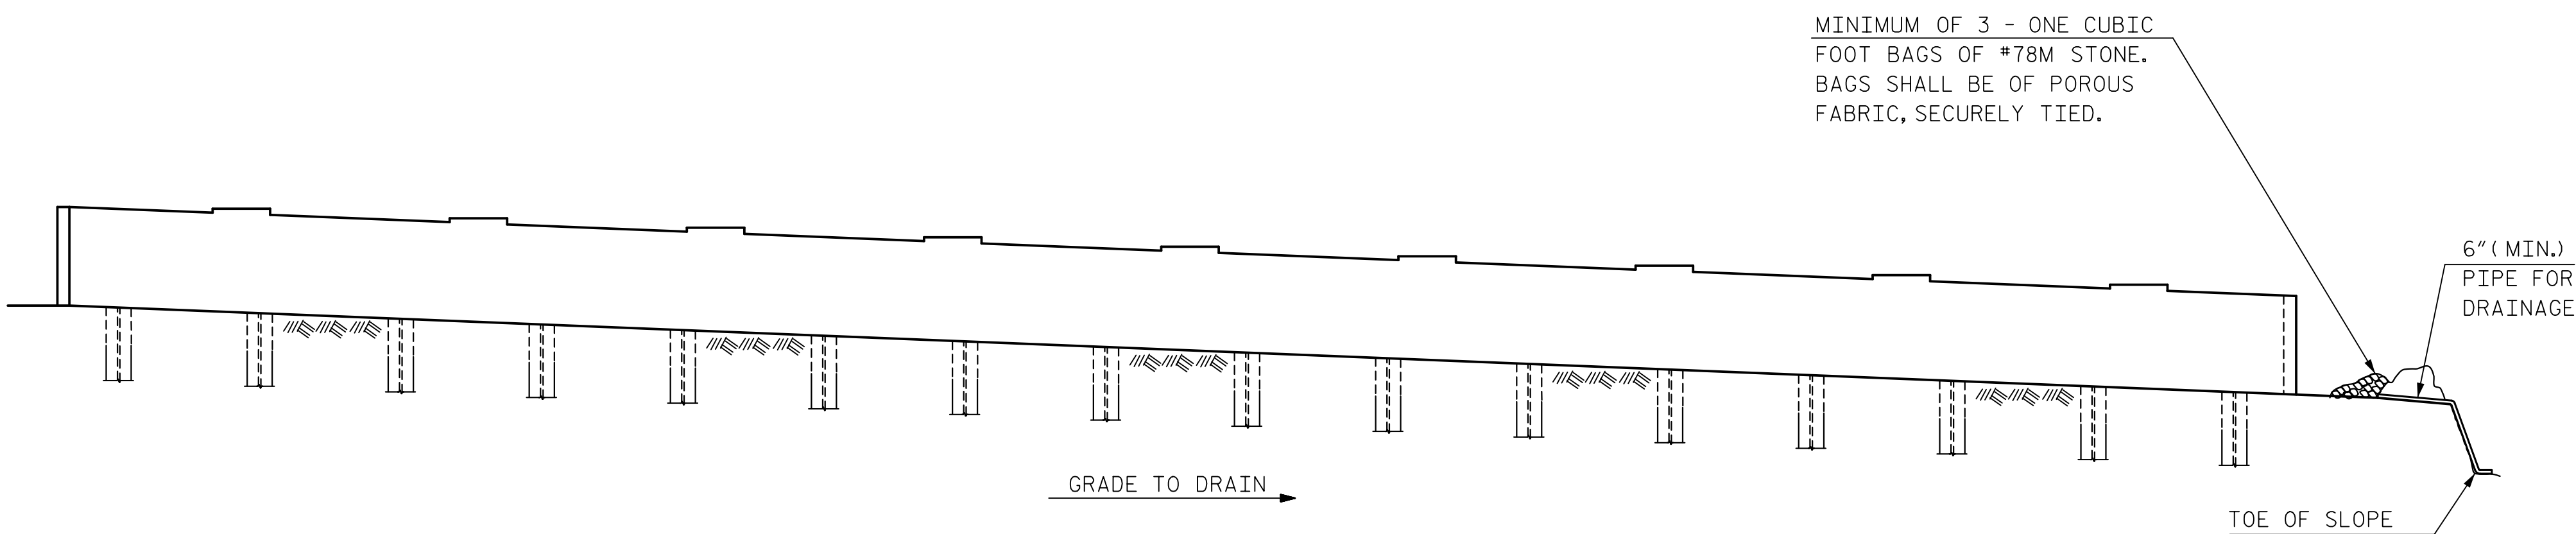 MINIMUM OF 3 - ONE CUBIC
FOOT BAGS OF #78M STONE.
BAGS SHALL BE OF POROUS
FABRIC, SECURELY TIED.
6"(MIN.)
PIPE FOR
DRAINAGE
GRADE TO DRAIN
TOE OF SLOPE